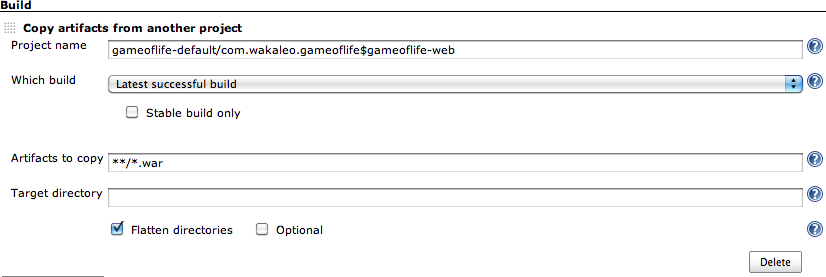 Build
Copy artifacts from another project
Project name gameoflife-default/com.wakaleo.gameoflife$gameoflife-web ?
Which build Latest successful build ?
Stable build only
Artifacts to copy **/*.war ?
Target directory ?
Flatten directories Optional ?
Delete